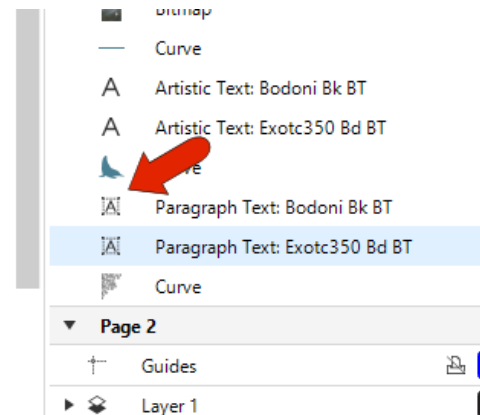 Bitmap
Curve
A Artistic Text: Bodoni Bk BT
A Artistic Text: Exotc350 Bd BT
A Paragraph Text: Bodoni Bk BT
A Paragraph Text: Exotc350 Bd BT
Curve
Page 2
Guides
Layer 1